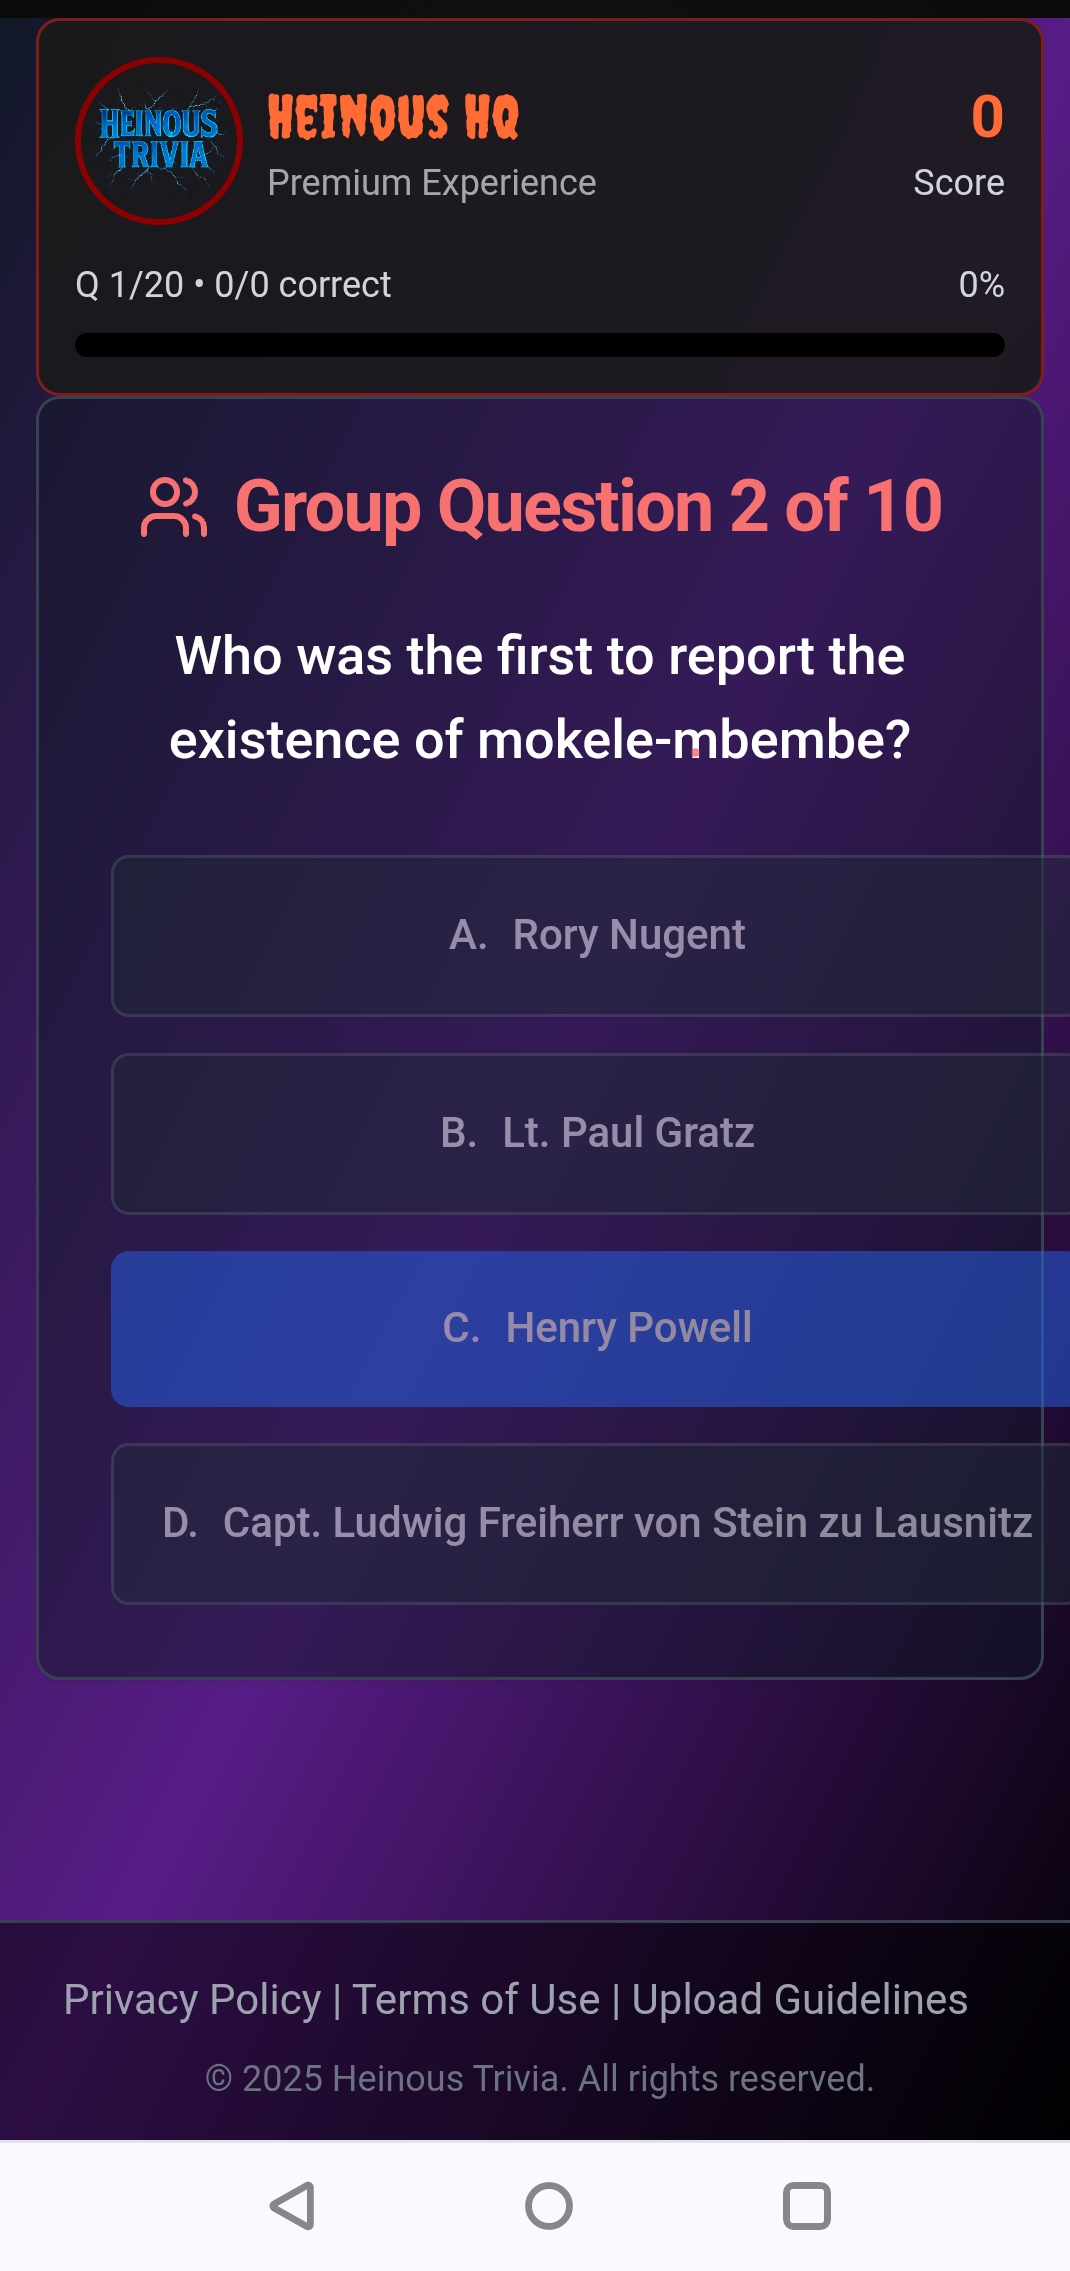 HEINOUS
TRIVIA
HEINOUS HQ
Premium Experience
0
Score
Q 1/20 • 0/0 correct
0%
Group Question 2 of 10
Who was the first to report the
existence of mokele-mbembe?
A. Rory Nugent
B. Lt. Paul Gratz
C. Henry Powell
D. Capt. Ludwig Freiherr von Stein zu Lausnitz
Privacy Policy | Terms of Use | Upload Guidelines
© 2025 Heinous Trivia. All rights reserved.